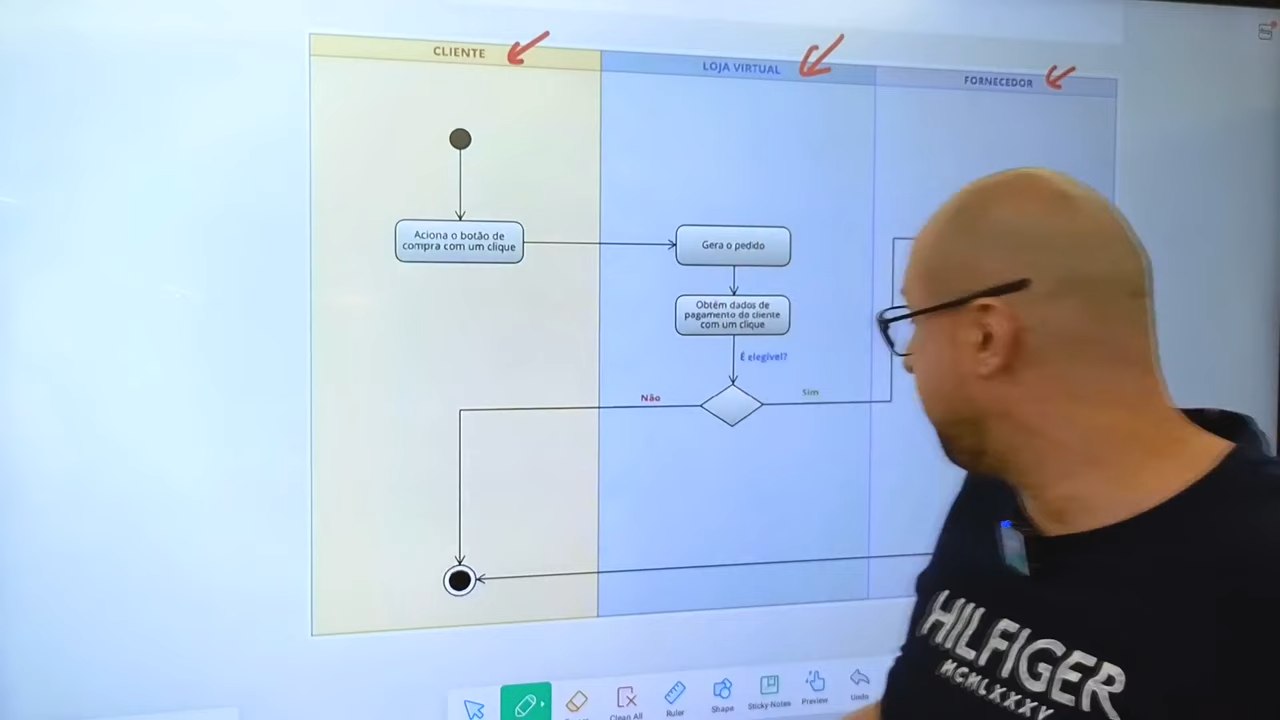 CLIENTE
LOJA VIRTUAL
FORNECEDOR
Aciona o botão de
compra com um clique
Gera o pedido
Obtém dados de
pagamento do cliente
com um clique
É elegível?
Não
Sim
Clean All
Ruler
Shape
Sticky-Notes
Preview
Undo
HILFIGER
MCMLXXXV